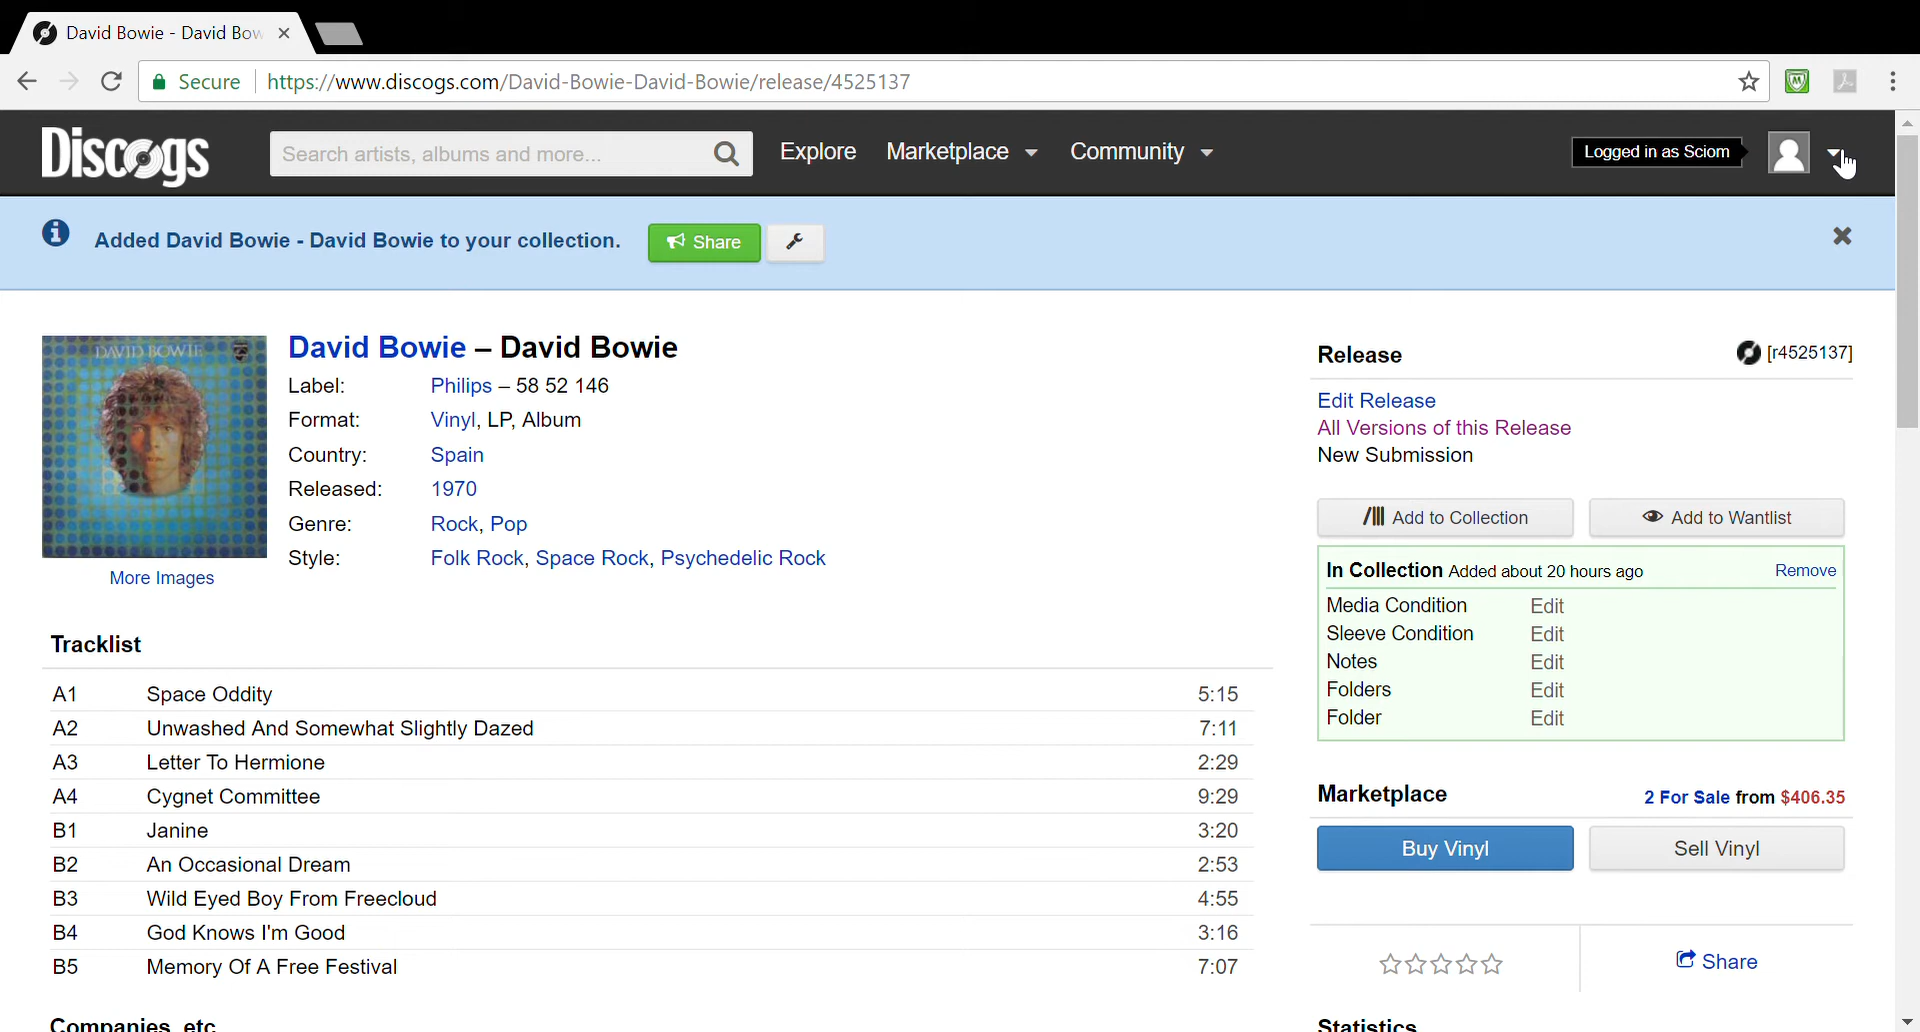 David Bowie - David Bow
Secure https://www.discogs.com/David-Bowie-David-Bowie/release/4525137
Discogs Search artists, albums and more... Explore Marketplace Community Logged in as Sciom
Added David Bowie - David Bowie to your collection. Share
DAVID BOWIE
David Bowie – David Bowie
Label: Philips – 58 52 146
Format: Vinyl, LP, Album
Country: Spain
Released: 1970
Genre: Rock, Pop
Style: Folk Rock, Space Rock, Psychedelic Rock
More Images
Tracklist
A1 Space Oddity 5:15
A2 Unwashed And Somewhat Slightly Dazed 7:11
A3 Letter To Hermione 2:29
A4 Cygnet Committee 9:29
B1 Janine 3:20
B2 An Occasional Dream 2:53
B3 Wild Eyed Boy From Freecloud 4:55
B4 God Knows I'm Good 3:16
B5 Memory Of A Free Festival 7:07
Companies, etc
Release [r4525137]
Edit Release
All Versions of this Release
New Submission
Add to Collection Add to Wantlist
In Collection Added about 20 hours ago Remove
Media Condition Edit
Sleeve Condition Edit
Notes Edit
Folders Edit
Folder Edit
Marketplace 2 For Sale from $406.35
Buy Vinyl Sell Vinyl
Share
Statistics